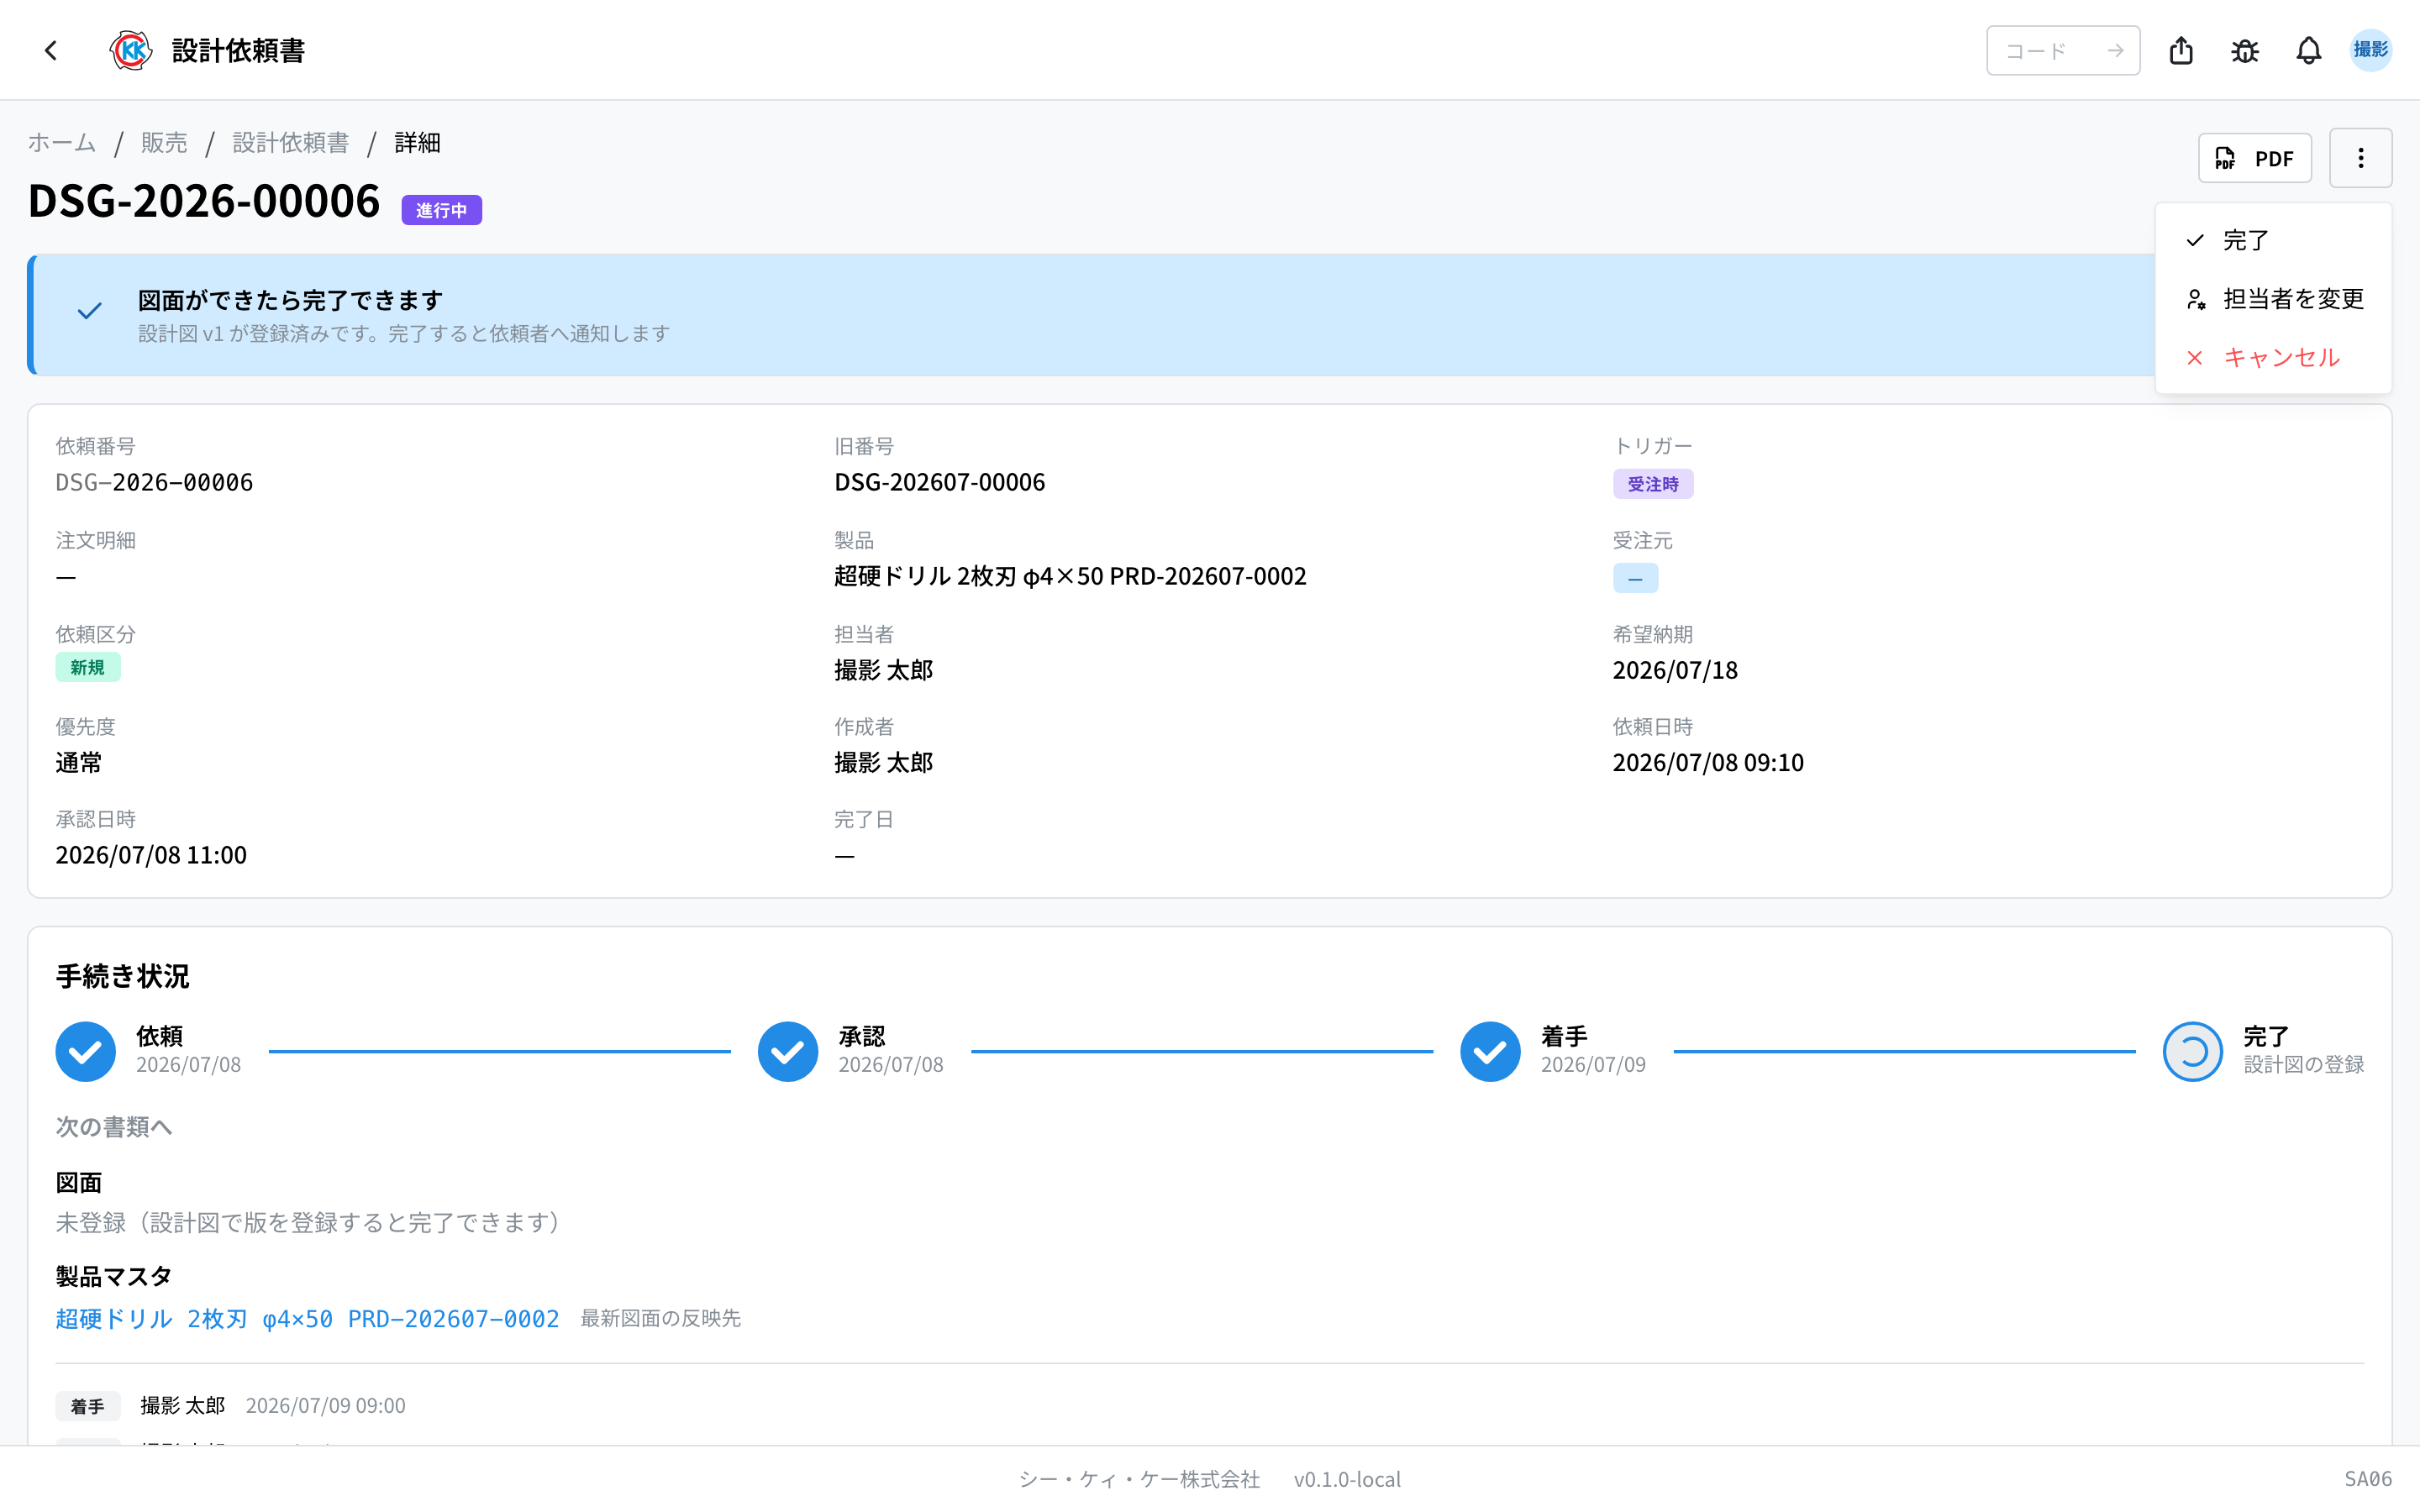 KK 設計依頼書
コード
撮影
ホーム / 販売 / 設計依頼書 / 詳細
PDF PDF
DSG-2026-00006 進行中
完了
担当者を変更
キャンセル
図面ができたら完了できます
設計図 v1 が登録済みです。完了すると依頼者へ通知します
依頼番号 旧番号 トリガー
DSG-2026-00006 DSG-202607-00006 受注時
注文明細 製品 受注元
— 超硬ドリル 2枚刃 φ4×50 PRD-202607-0002 —
依頼区分 担当者 希望納期
新規 撮影 太郎 2026/07/18
優先度 作成者 依頼日時
通常 撮影 太郎 2026/07/08 09:10
承認日時 完了日
2026/07/08 11:00 —
手続き状況
依頼 承認 着手 完了
2026/07/08 2026/07/08 2026/07/09 設計図の登録
次の書類へ
図面
未登録（設計図で版を登録すると完了できます）
製品マスタ
超硬ドリル 2枚刃 φ4×50 PRD-202607-0002 最新図面の反映先
着手 撮影 太郎 2026/07/09 09:00
シー・ケィ・ケー株式会社 v0.1.0-local SA06